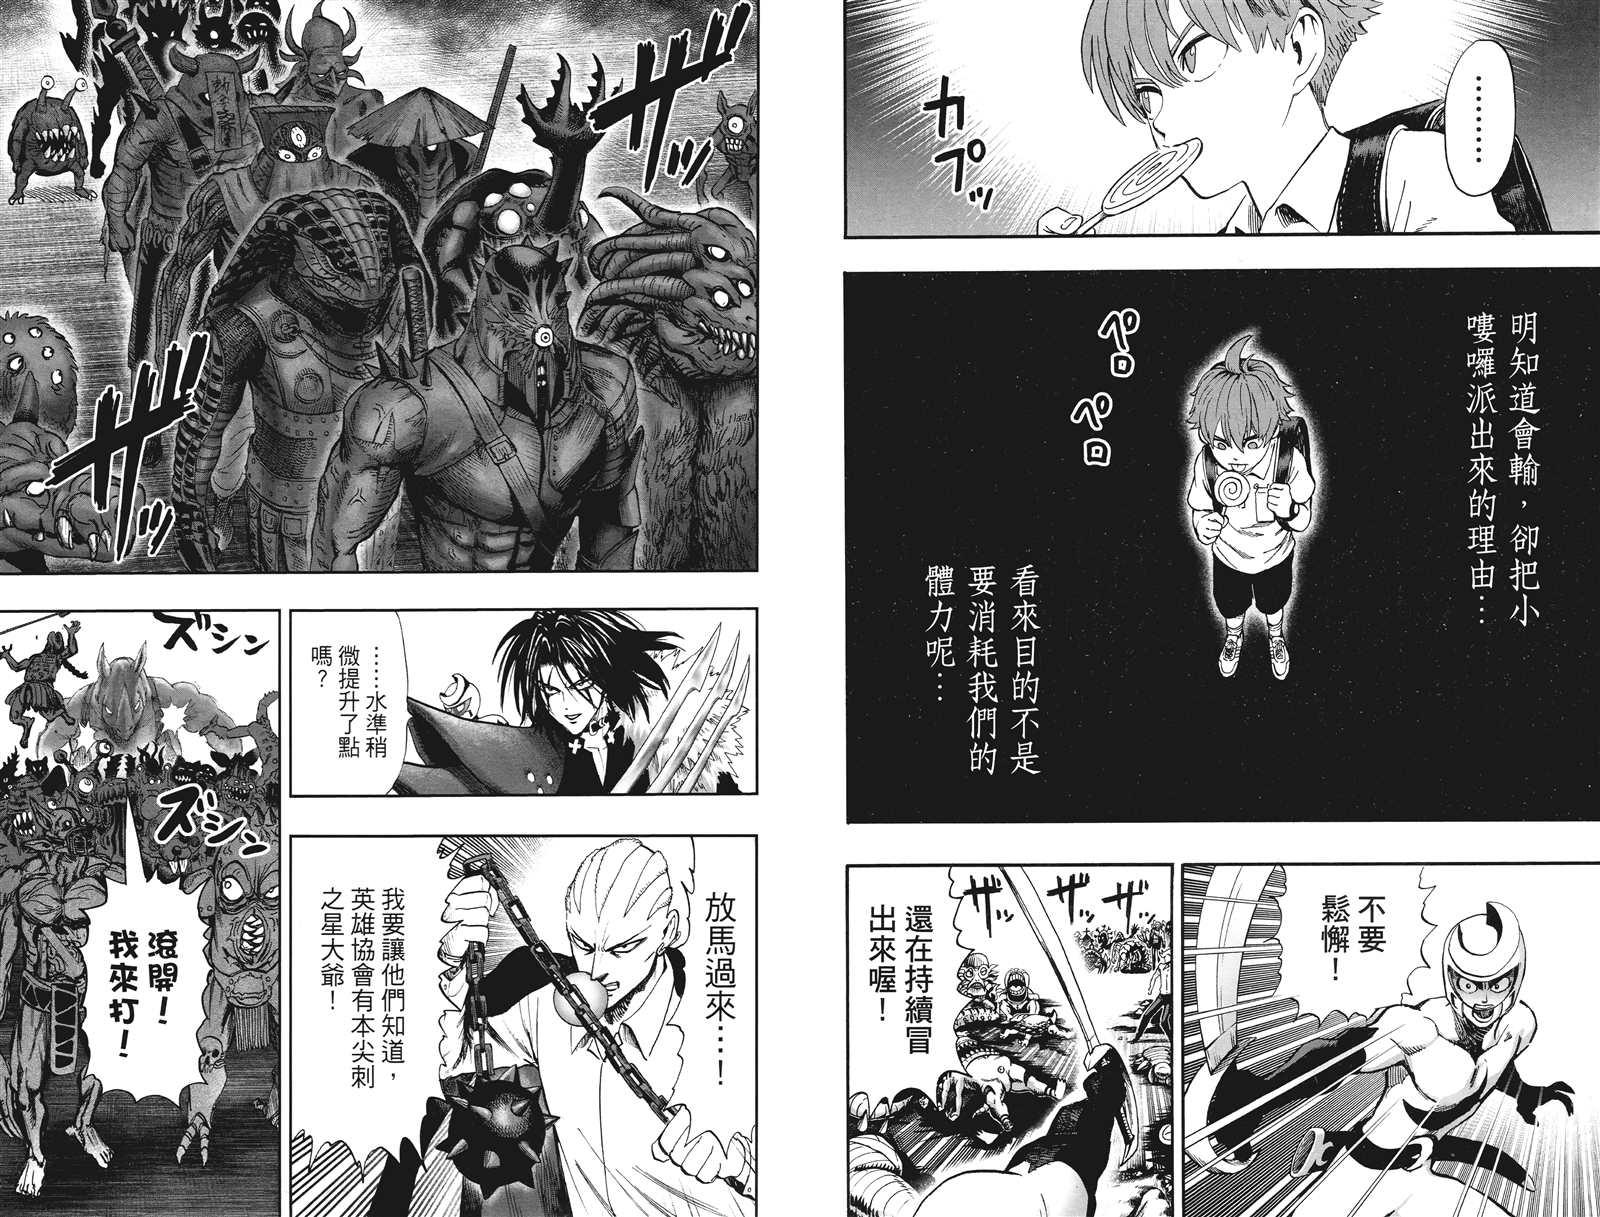 ………
カプッ
明知道會輸，卻把小
嘍囉派出來的理由…
ペロ
ペロ
看來目的不是
要消耗我們的
體力呢…
不要
鬆懈！
ザッ
ザッ
ザッ
還在持續冒
出來喔！
ザッ
ザッ
……水準稍
微提升了點
嗎？
放馬過來…！
我要讓他們知道，
英雄協會有本尖刺
之星大爺！
ズシン
ズシン
滾開！
我來打！